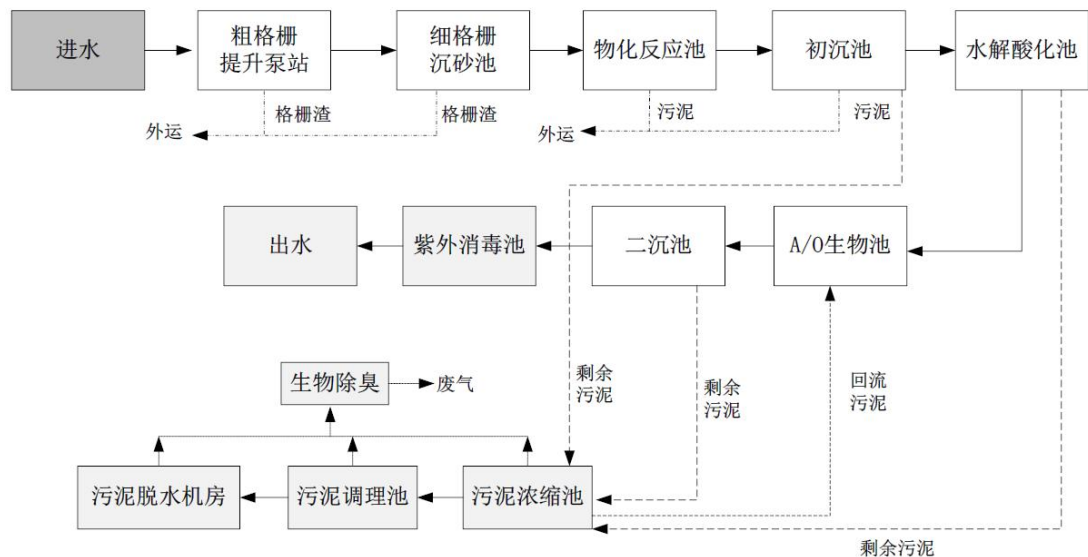 进水
粗格栅
提升泵站
细格栅
沉砂池
物化反应池
初沉池
水解酸化池
格栅渣
格栅渣
外运
污泥
污泥
外运
出水
紫外消毒池
二沉池
A/O生物池
生物除臭
废气
剩余
污泥
剩余
污泥
回流
污泥
污泥脱水机房
污泥调理池
污泥浓缩池
剩余污泥